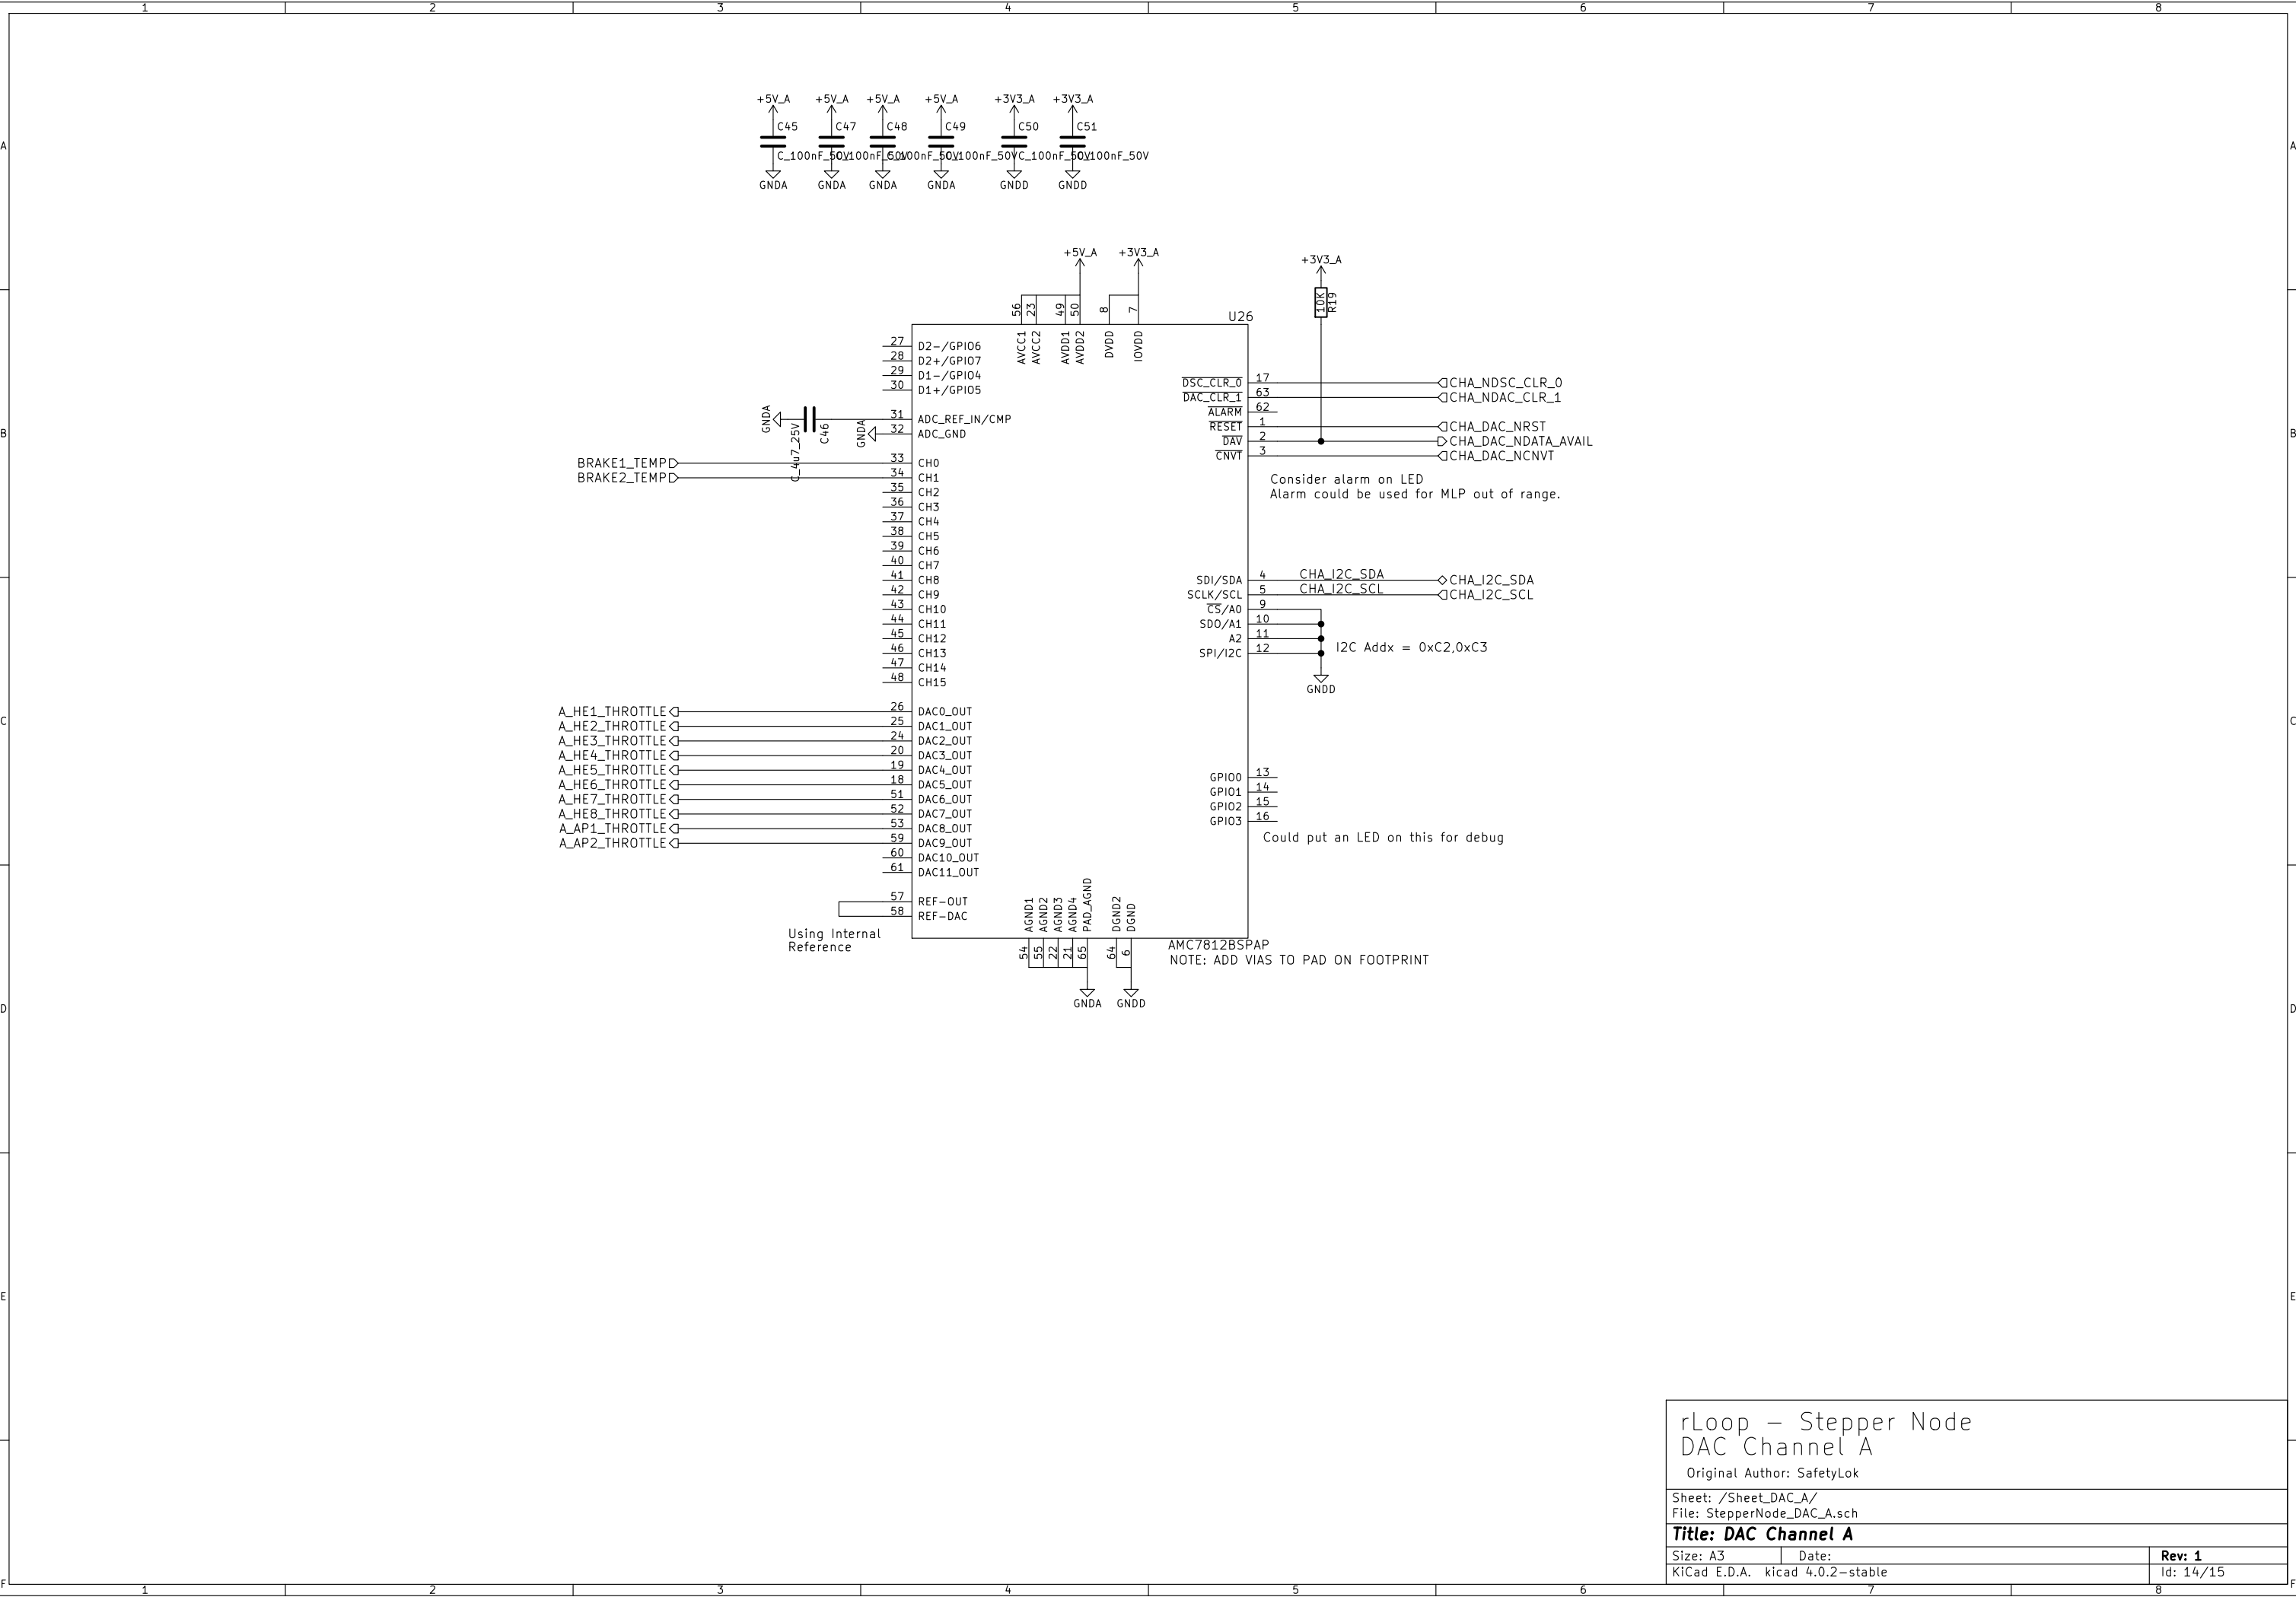 1 2 3 4 5 6 7 8
A A
B B
C C
D D
E E
F F
+5V_A +5V_A +5V_A +5V_A +3V3_A +3V3_A
C45 C47 C48 C49 C50 C51
C_100nF_50V C_100nF_50V C_100nF_50V C_100nF_50V C_100nF_50V C_100nF_50V
GNDA GNDA GNDA GNDA GNDD GNDD
+5V_A +3V3_A
+3V3_A
10K
R19
U26
56 23 49 50 8 7
AVCC1 AVCC2 AVDD1 AVDD2 DVDD IOVDD
27 D2-/GPIO6
28 D2+/GPIO7
29 D1-/GPIO4
30 D1+/GPIO5
GNDA C_4u7_25V C46 31 ADC_REF_IN/CMP
GNDA 32 ADC_GND
BRAKE1_TEMP 33 CH0
BRAKE2_TEMP 34 CH1
35 CH2
36 CH3
37 CH4
38 CH5
39 CH6
40 CH7
41 CH8
42 CH9
43 CH10
44 CH11
45 CH12
46 CH13
47 CH14
48 CH15
A_HE1_THROTTLE 26 DAC0_OUT
A_HE2_THROTTLE 25 DAC1_OUT
A_HE3_THROTTLE 24 DAC2_OUT
A_HE4_THROTTLE 20 DAC3_OUT
A_HE5_THROTTLE 19 DAC4_OUT
A_HE6_THROTTLE 18 DAC5_OUT
A_HE7_THROTTLE 51 DAC6_OUT
A_HE8_THROTTLE 52 DAC7_OUT
A_AP1_THROTTLE 53 DAC8_OUT
A_AP2_THROTTLE 59 DAC9_OUT
60 DAC10_OUT
61 DAC11_OUT
57 REF-OUT
58 REF-DAC
Using Internal
Reference
DSC_CLR_0 17 CHA_NDSC_CLR_0
DAC_CLR_1 63 CHA_NDAC_CLR_1
ALARM 62
RESET 1 CHA_DAC_NRST
DAV 2 CHA_DAC_NDATA_AVAIL
CNVT 3 CHA_DAC_NCNVT
Consider alarm on LED
Alarm could be used for MLP out of range.
SDI/SDA 4 CHA_I2C_SDA CHA_I2C_SDA
SCLK/SCL 5 CHA_I2C_SCL CHA_I2C_SCL
CS/A0 9
SDO/A1 10
A2 11
SPI/I2C 12
I2C Addx = 0xC2,0xC3
GNDD
GPIO0 13
GPIO1 14
GPIO2 15
GPIO3 16
Could put an LED on this for debug
AGND1 AGND2 AGND3 AGND4 PAD_AGND DGND2 DGND
54 55 22 21 65 64 6
GNDA GNDD
AMC7812BSPAP
NOTE: ADD VIAS TO PAD ON FOOTPRINT
rLoop - Stepper Node
DAC Channel A
Original Author: SafetyLok
Sheet: /Sheet_DAC_A/
File: StepperNode_DAC_A.sch
Title: DAC Channel A
Size: A3 Date: Rev: 1
KiCad E.D.A. kicad 4.0.2-stable Id: 14/15
1 2 3 4 5 6 7 8